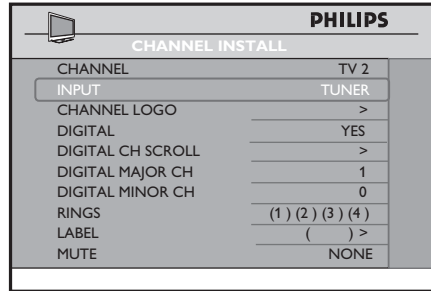 PHILIPS
CHANNEL INSTALL
CHANNEL TV 2
INPUT TUNER
CHANNEL LOGO >
DIGITAL YES
DIGITAL CH SCROLL >
DIGITAL MAJOR CH 1
DIGITAL MINOR CH 0
RINGS (1 ) (2 ) (3 ) (4 )
LABEL ( ) >
MUTE NONE